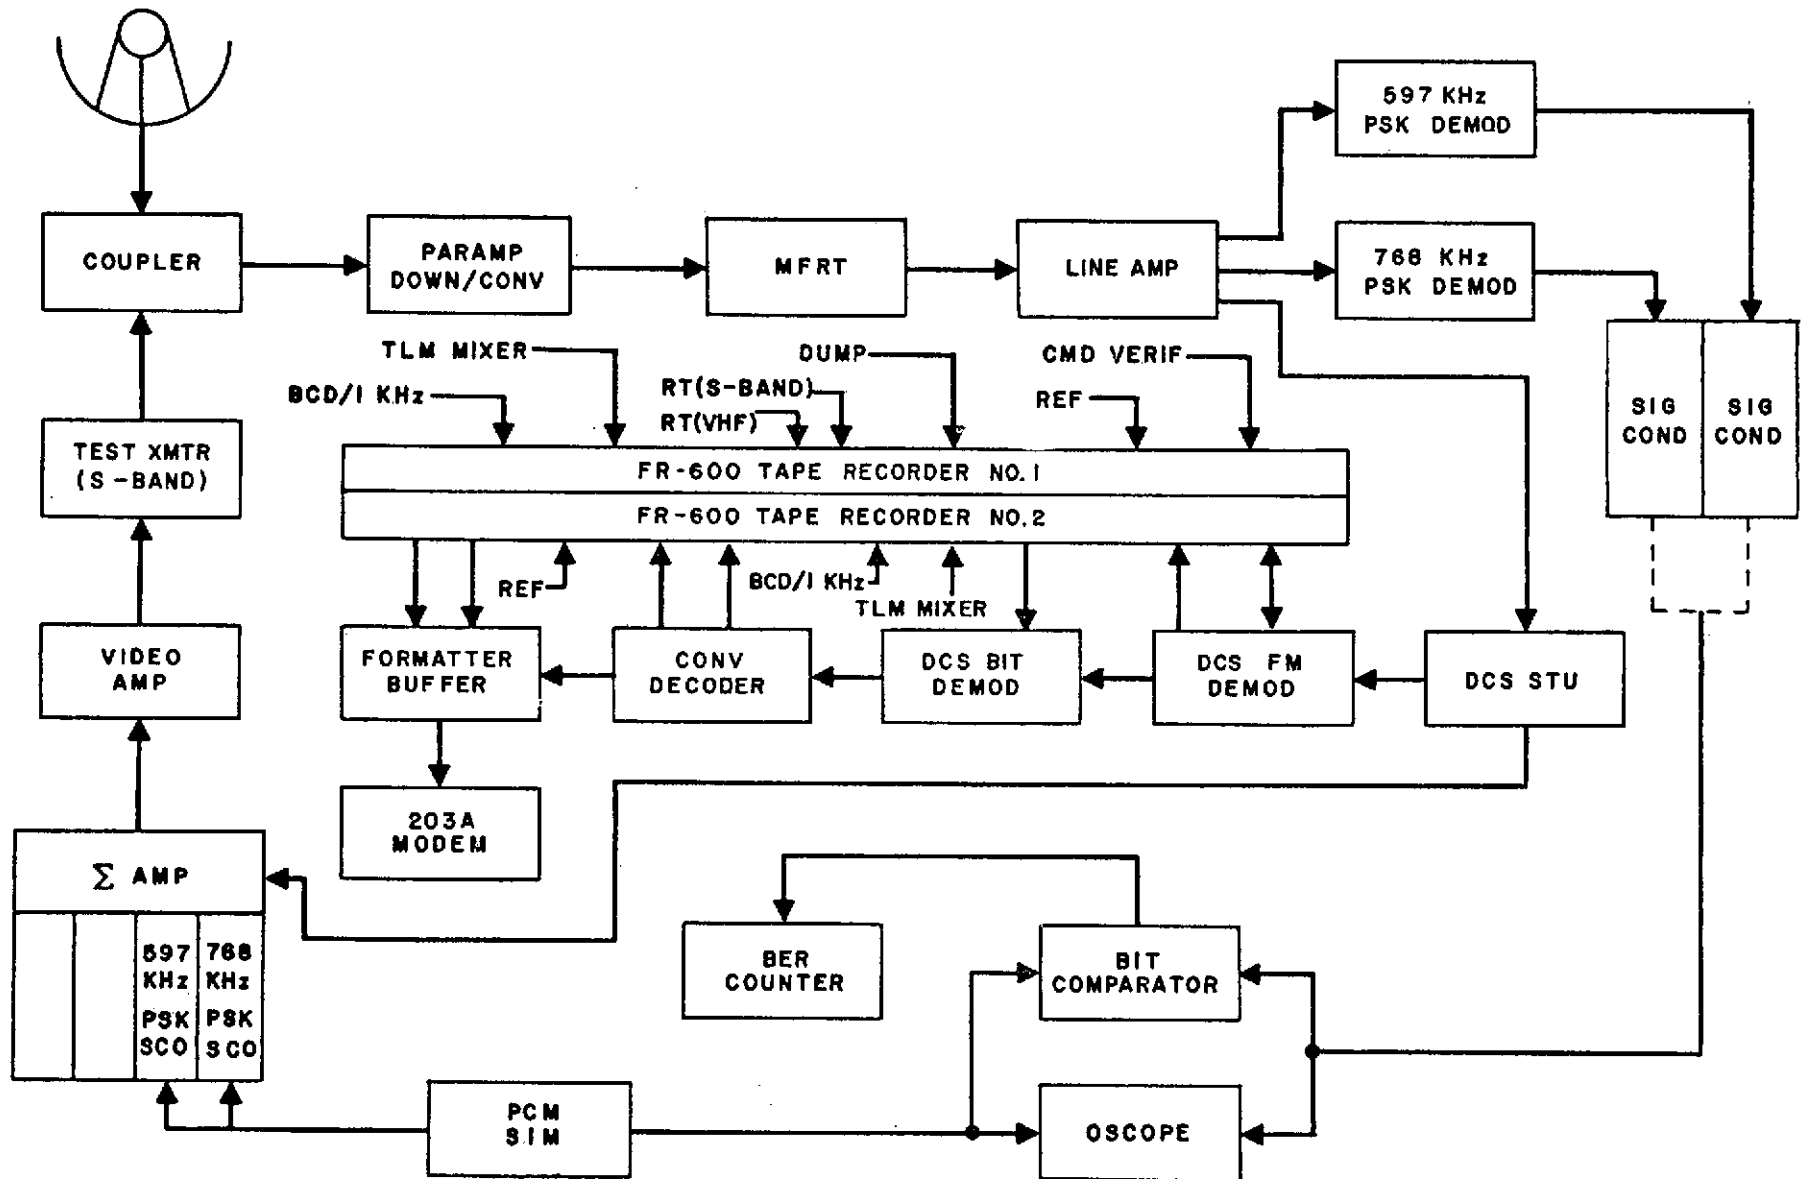 597 KHz
PSK DEMOD
COUPLER
PARAMP
DOWN/CONV
MFRT
LINE AMP
768 KHz
PSK DEMOD
TLM MIXER
DUMP
CMD VERIF
BCD/1 KHz
RT(S-BAND)
RT(VHF)
REF
SIG
COND
SIG
COND
TEST XMTR
(S-BAND)
FR-600 TAPE RECORDER NO.1
FR-600 TAPE RECORDER NO.2
REF
BCD/1 KHz
TLM MIXER
VIDEO
AMP
FORMATTER
BUFFER
CONV
DECODER
DCS BIT
DEMOD
DCS FM
DEMOD
DCS STU
203A
MODEM
Σ AMP
597
KHz
PSK
SCO
768
KHz
PSK
SCO
BER
COUNTER
BIT
COMPARATOR
PCM
SIM
OSCOPE